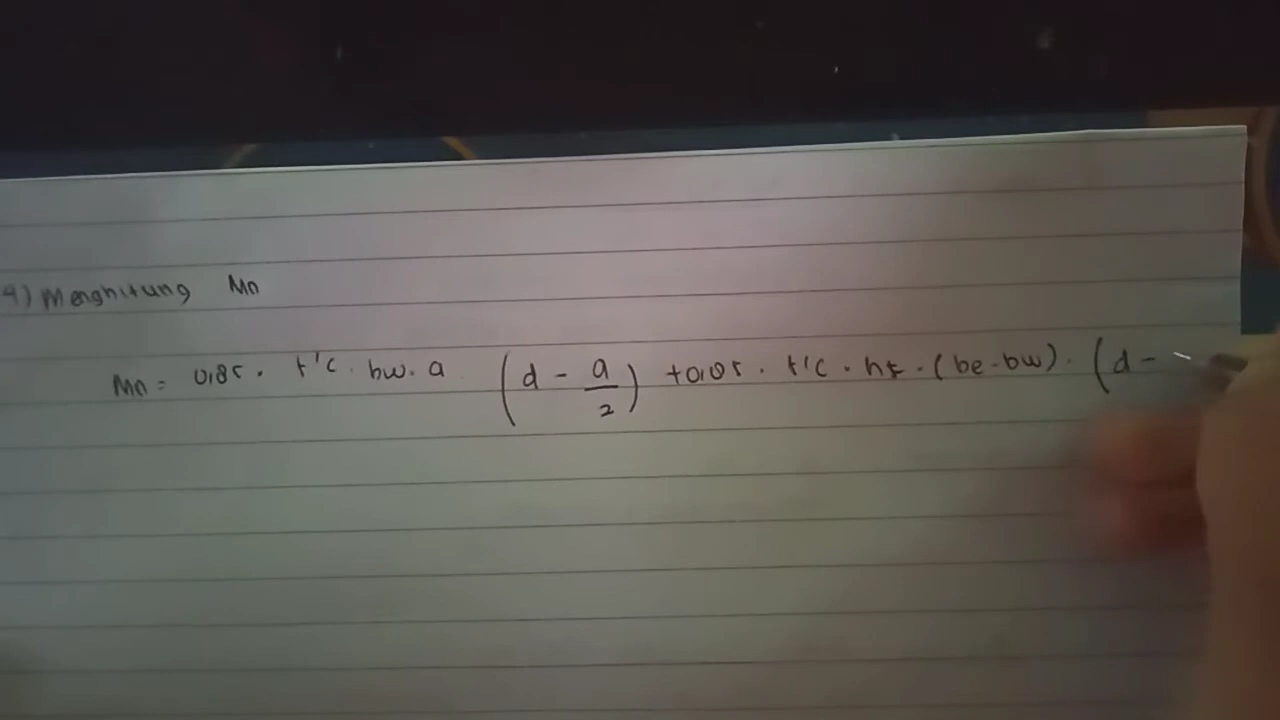 4) Menghitung Mn
Mn = 0,85 . f'c . bw . a (d - a/2) + 0,85 . f'c . hf . (be - bw) . (d -